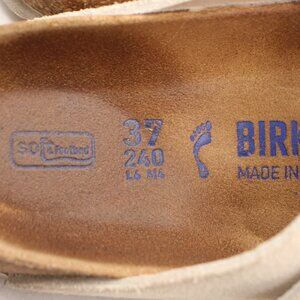 Soft Footbed
37
240
L6 M4
BIRK
MADE IN